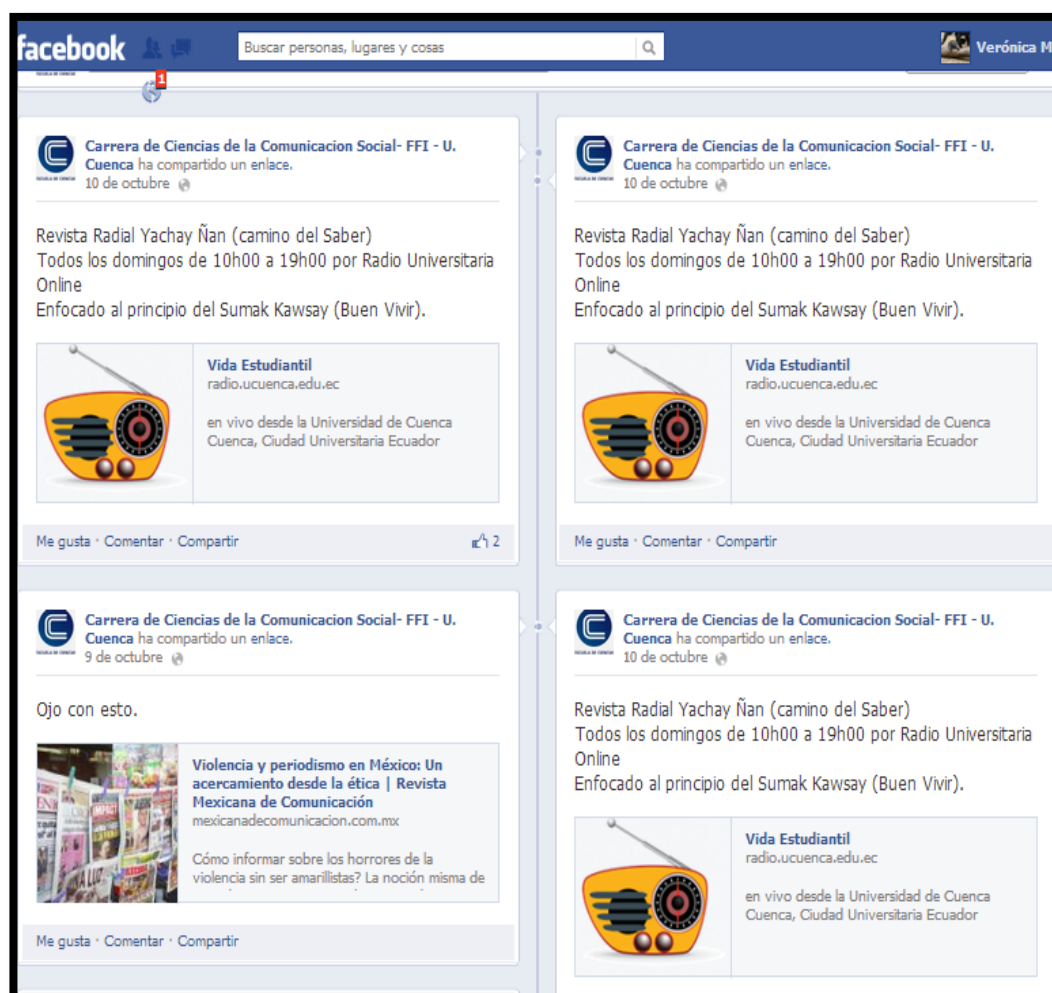 facebook
Buscar personas, lugares y cosas
Verónica M
1
Carrera de Ciencias de la Comunicacion Social- FFI - U.
Cuenca ha compartido un enlace.
10 de octubre
Revista Radial Yachay Ñan (camino del Saber)
Todos los domingos de 10h00 a 19h00 por Radio Universitaria
Online
Enfocado al principio del Sumak Kawsay (Buen Vivir).
Vida Estudiantil
radio.ucuenca.edu.ec
en vivo desde la Universidad de Cuenca
Cuenca, Ciudad Universitaria Ecuador
Me gusta · Comentar · Compartir
2
Carrera de Ciencias de la Comunicacion Social- FFI - U.
Cuenca ha compartido un enlace.
9 de octubre
Ojo con esto.
Violencia y periodismo en México: Un
acercamiento desde la ética | Revista
Mexicana de Comunicación
mexicanadecomunicacion.com.mx
Cómo informar sobre los horrores de la
violencia sin ser amarillistas? La noción misma de
Me gusta · Comentar · Compartir
Carrera de Ciencias de la Comunicacion Social- FFI - U.
Cuenca ha compartido un enlace.
10 de octubre
Revista Radial Yachay Ñan (camino del Saber)
Todos los domingos de 10h00 a 19h00 por Radio Universitaria
Online
Enfocado al principio del Sumak Kawsay (Buen Vivir).
Vida Estudiantil
radio.ucuenca.edu.ec
en vivo desde la Universidad de Cuenca
Cuenca, Ciudad Universitaria Ecuador
Me gusta · Comentar · Compartir
Carrera de Ciencias de la Comunicacion Social- FFI - U.
Cuenca ha compartido un enlace.
10 de octubre
Revista Radial Yachay Ñan (camino del Saber)
Todos los domingos de 10h00 a 19h00 por Radio Universitaria
Online
Enfocado al principio del Sumak Kawsay (Buen Vivir).
Vida Estudiantil
radio.ucuenca.edu.ec
en vivo desde la Universidad de Cuenca
Cuenca, Ciudad Universitaria Ecuador